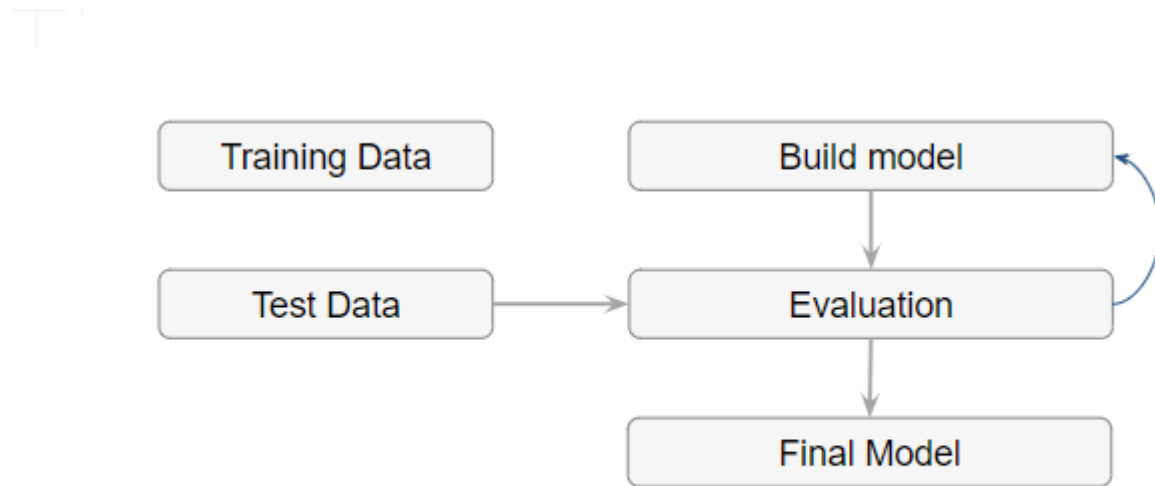 Training Data
Build model
Test Data
Evaluation
Final Model